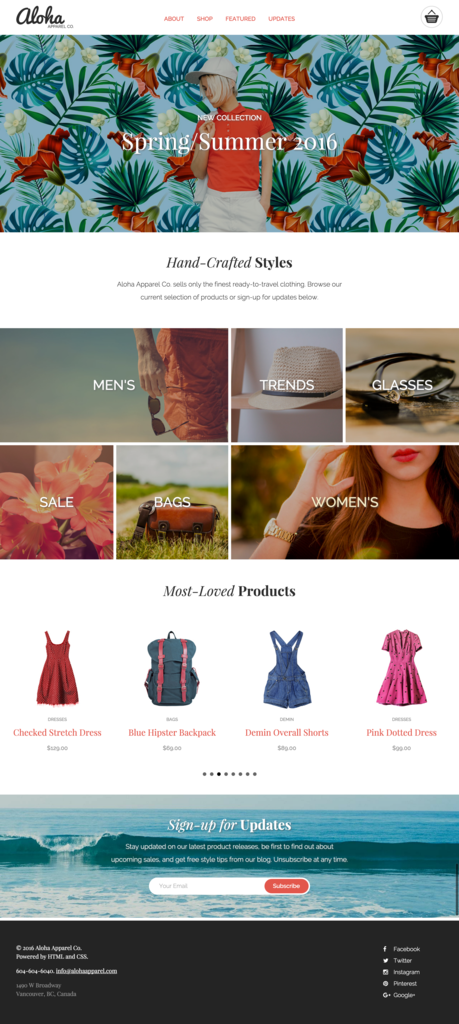 Aloha
APPAREL CO
ABOUT SHOP FEATURED UPDATES
NEW COLLECTION
Spring/Summer 2016
Hand-Crafted Styles
Aloha Apparel Co. sells only the finest ready-to-travel clothing. Browse our
current selection of products or sign-up for updates below.
MEN'S TRENDS GLASSES
SALE BAGS WOMEN'S
Most-Loved Products
DRESSES BAGS DEMIN DRESSES
Checked Stretch Dress Blue Hipster Backpack Demin Overall Shorts Pink Dotted Dress
$129.00 $69.00 $89.00 $99.00
Sign-up for Updates
Stay updated on our latest product releases, be first to find out about
upcoming sales, and get free style tips from our blog. Unsubscribe at any time.
Your Email Subscribe
© 2016 Aloha Apparel Co.
Powered by HTML and CSS.
604-604-6040. info@alohaapparel.com
1490 W Broadway
Vancouver, BC, Canada
Facebook
Twitter
Instagram
Pinterest
Google+